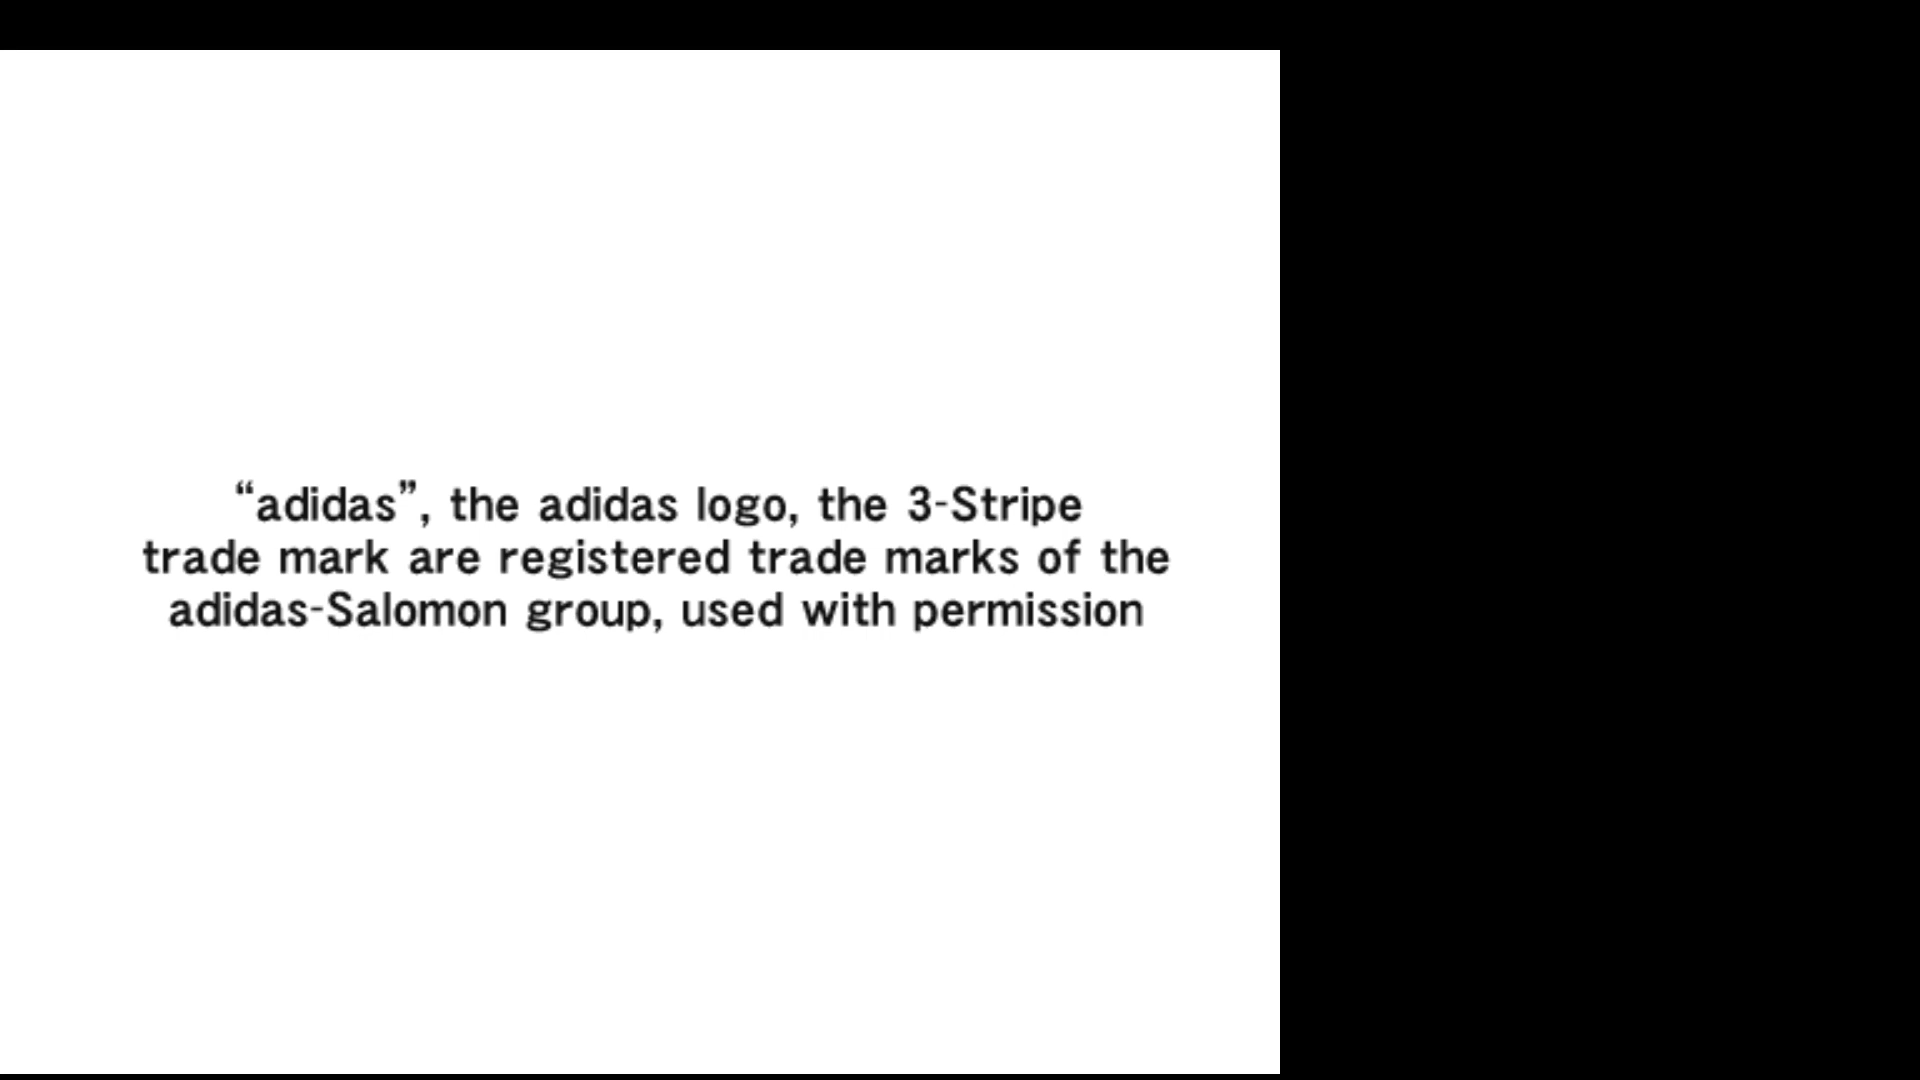 “adidas”, the adidas logo, the 3-Stripe
trade mark are registered trade marks of the
adidas-Salomon group, used with permission